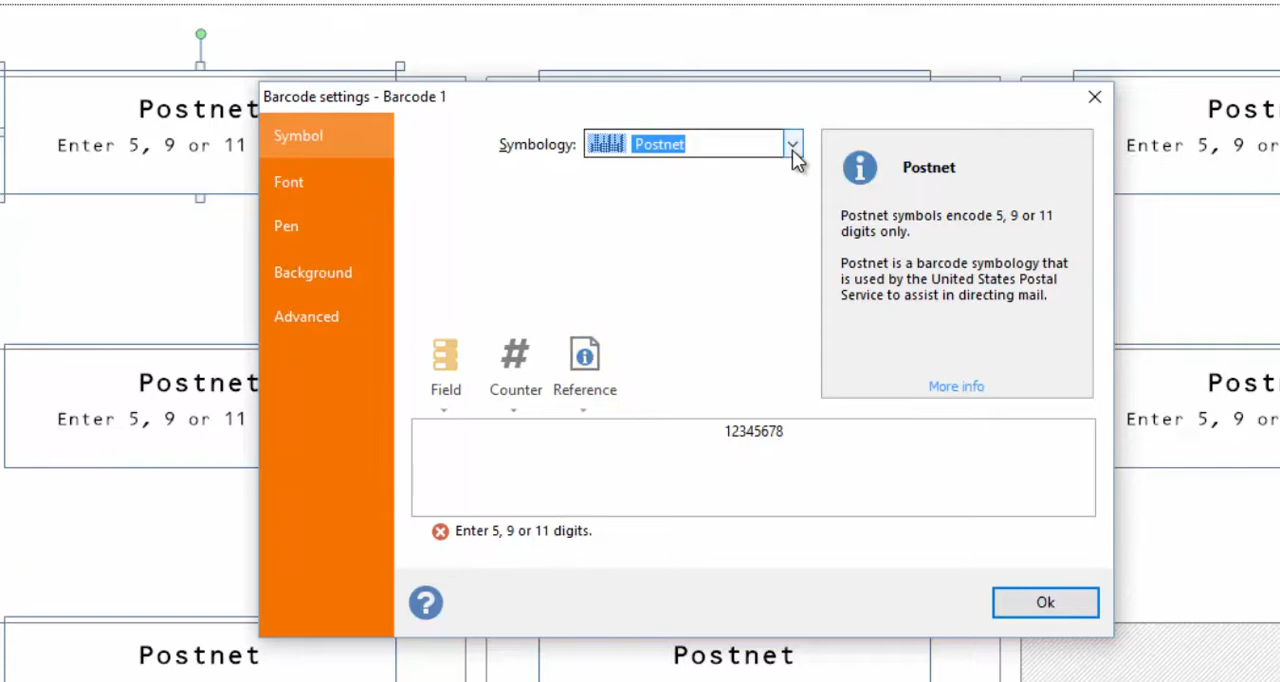 Barcode settings - Barcode 1
Postnet
Enter 5, 9 or 11
Symbol
Font
Pen
Background
Advanced
Symbology: Postnet
Postnet
Postnet symbols encode 5, 9 or 11
digits only.
Postnet is a barcode symbology that
is used by the United States Postal
Service to assist in directing mail.
More info
Field
Counter
Reference
12345678
Enter 5, 9 or 11 digits.
Ok
Post
Enter 5, 9 or
Postnet
Enter 5, 9 or 11
Post
Enter 5, 9 or
Postnet
Postnet